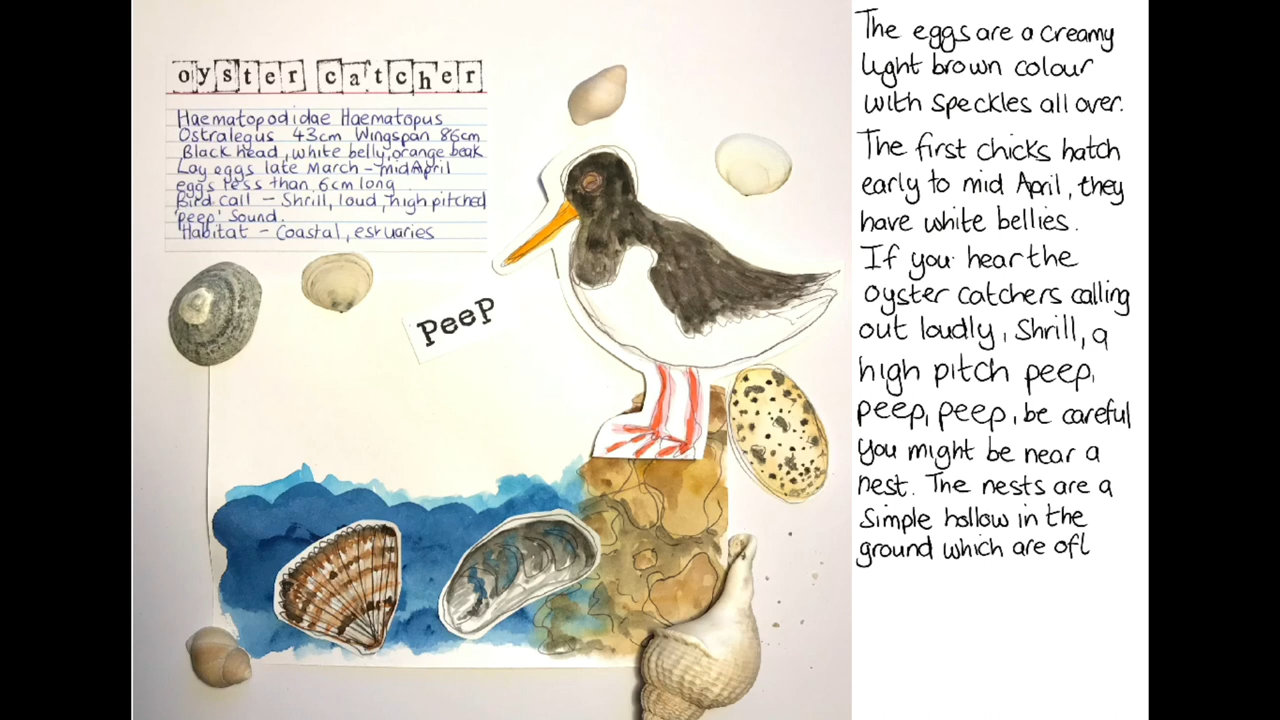 oyster catcher
Haematopodidae Haematopus
Ostralegus 43cm Wingspan 86cm
Black head, white belly, orange beak
Lay eggs late March - mid April
eggs less than 6cm long
Bird call - Shrill, loud, high pitched
'peep' Sound.
Habitat - Coastal, estuaries
PeeP
The eggs are a creamy
light brown colour
with speckles all over.
The first chicks hatch
early to mid April, they
have white bellies.
If you hear the
oyster catchers calling
out loudly, Shrill, a
high pitch peep,
peep, peep, be careful
you might be near a
nest. The nests are a
Simple hollow in the
ground which are ofl